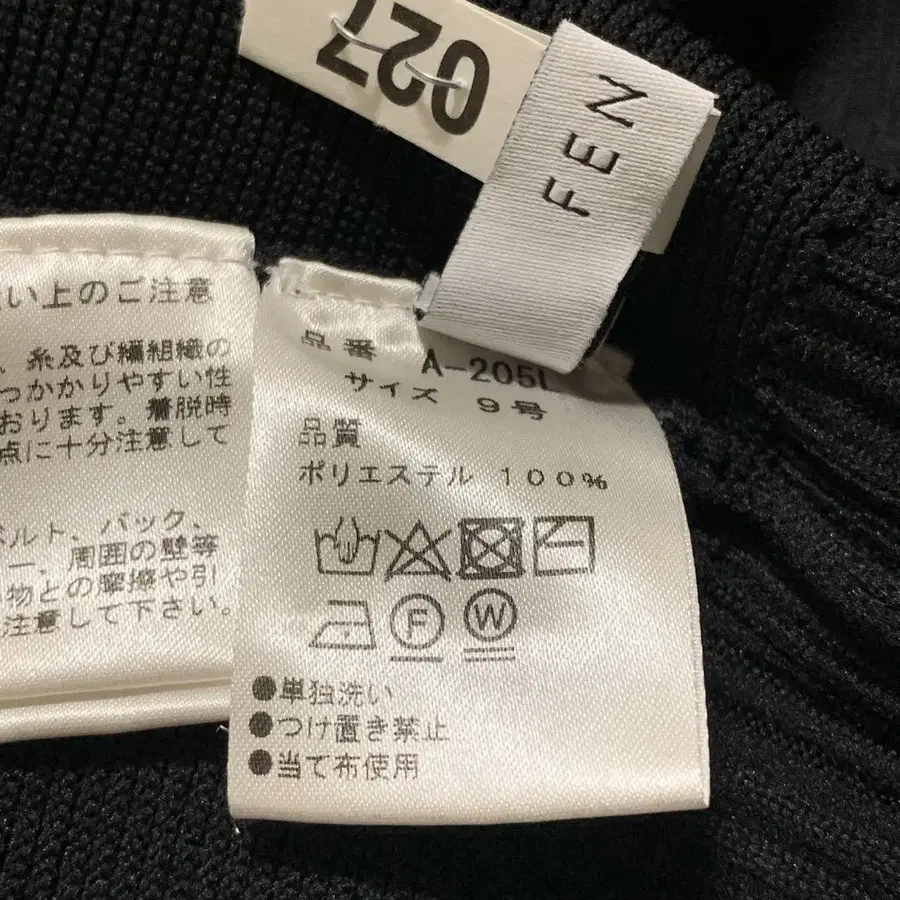 027
FEN
い上のご注意
、糸及び繊組織の
つかかりやすい性
おります。着脱時
点に十分注意して
ベルト、バック、
ー、周囲の壁等
物との摩擦や引
注意して下さい。
品番 A-2051
サイズ 9号
品質
ポリエステル 100%
F W
●単独洗い
●つけ置き禁止
●当て布使用